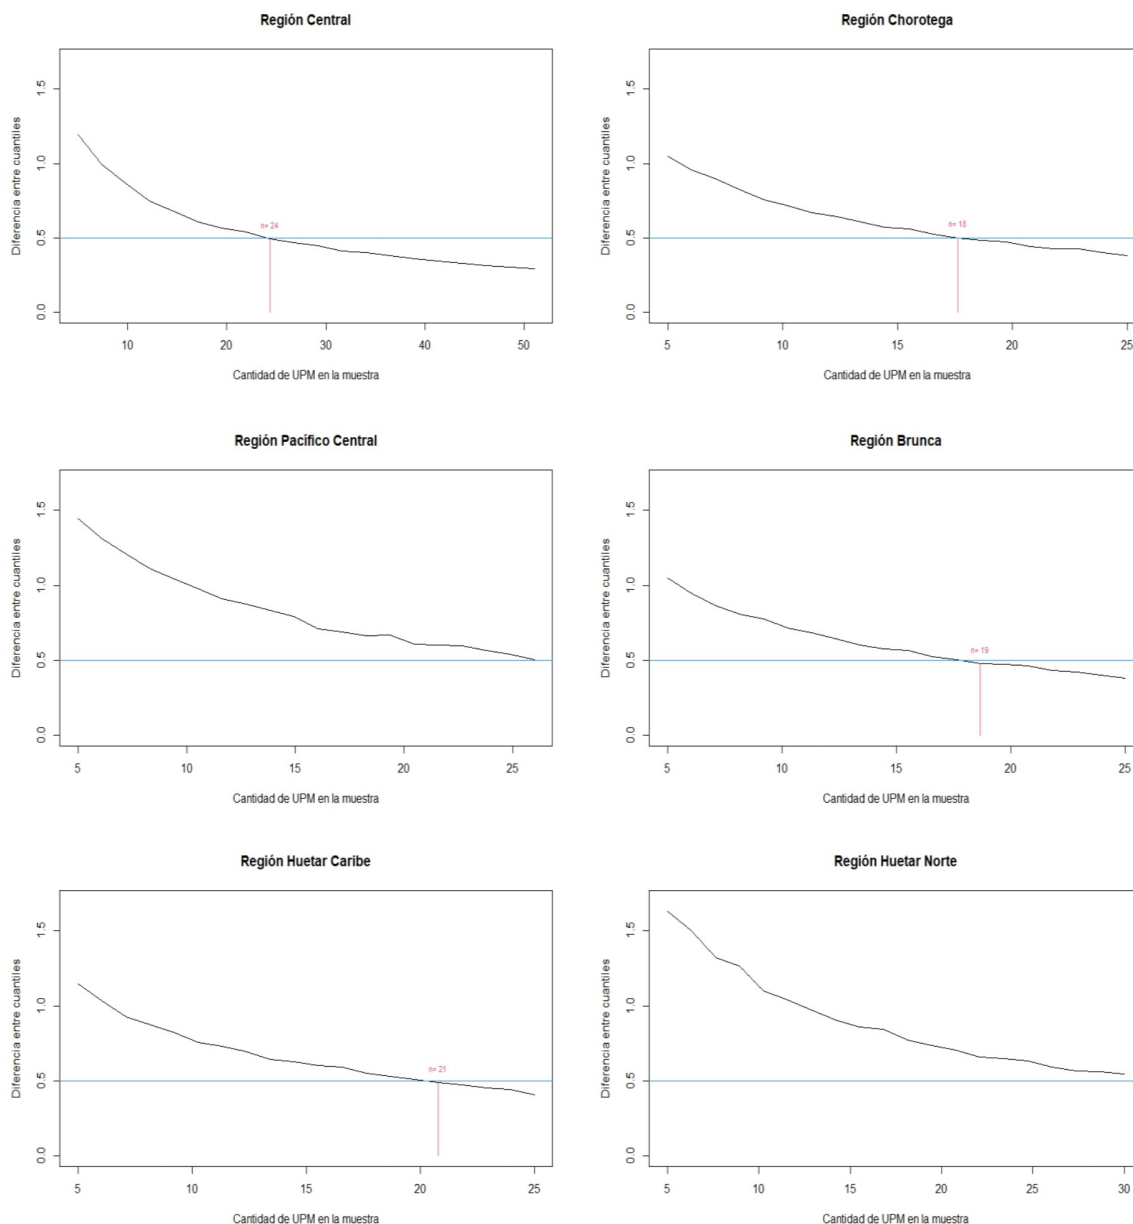 Región Central
Diferencia entre cuantiles
1.5
1.0
0.5
0.0
n= 24
10 20 30 40 50
Cantidad de UPM en la muestra
Región Chorotega
Diferencia entre cuantiles
1.5
1.0
0.5
0.0
n= 18
5 10 15 20 25
Cantidad de UPM en la muestra
Región Pacífico Central
Diferencia entre cuantiles
1.5
1.0
0.5
0.0
5 10 15 20 25
Cantidad de UPM en la muestra
Región Brunca
Diferencia entre cuantiles
1.5
1.0
0.5
0.0
n= 19
5 10 15 20 25
Cantidad de UPM en la muestra
Región Huetar Caribe
Diferencia entre cuantiles
1.5
1.0
0.5
0.0
n= 21
5 10 15 20 25
Cantidad de UPM en la muestra
Región Huetar Norte
Diferencia entre cuantiles
1.5
1.0
0.5
0.0
5 10 15 20 25 30
Cantidad de UPM en la muestra